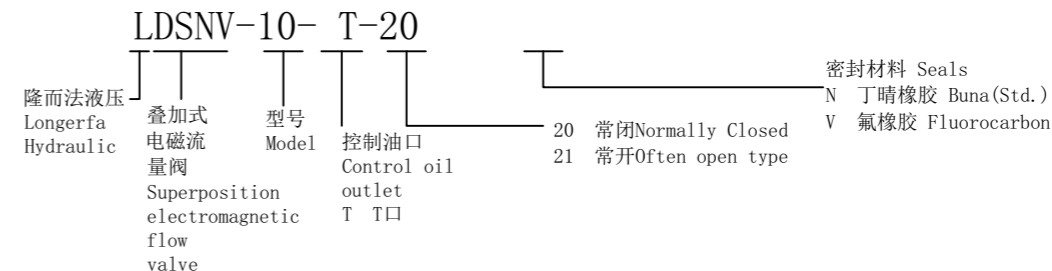 LDSNV-10- T-20
隆而法液压
Longerfa
Hydraulic
叠加式
电磁流
量阀
Superposition
electromagnetic
flow
valve
型号
Model
控制油口
Control oil
outlet
T T口
20 常闭Normally Closed
21 常开Often open type
密封材料 Seals
N 丁晴橡胶 Buna(Std.)
V 氟橡胶 Fluorocarbon